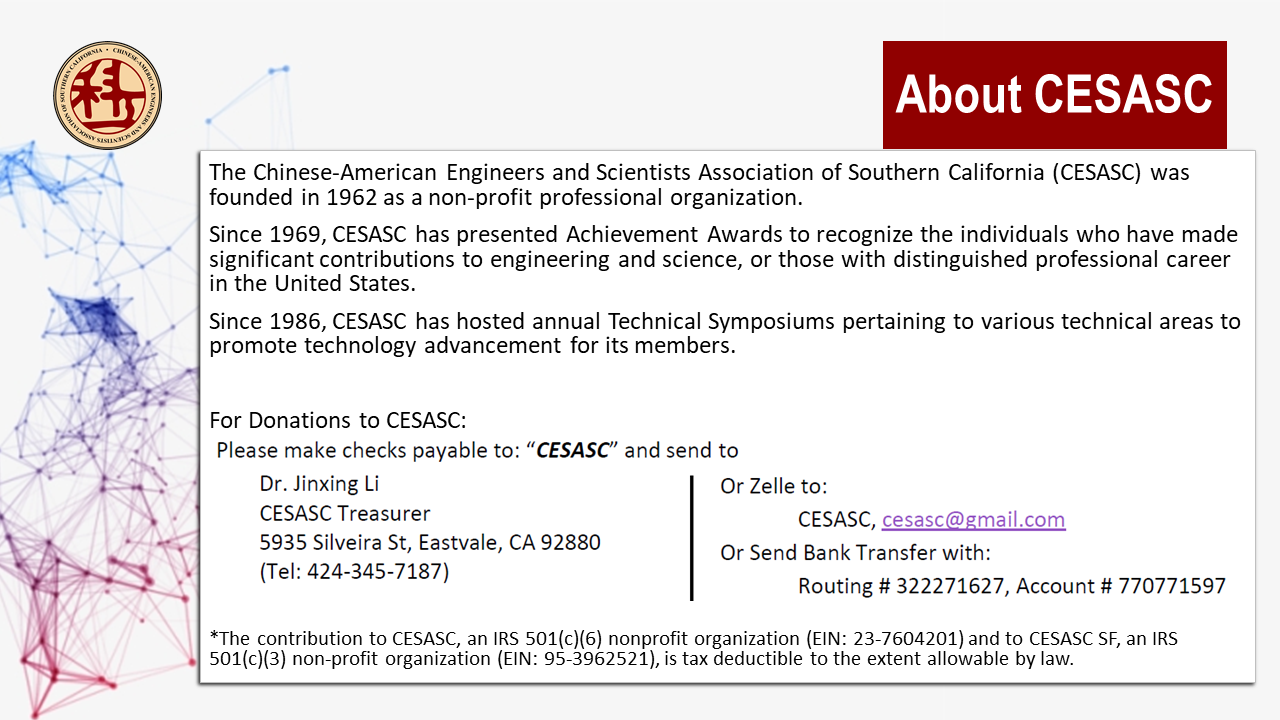 CHINESE-AMERICAN ENGINEERS AND SCIENTISTS ASSOCIATION OF SOUTHERN CALIFORNIA •
科
About CESASC
The Chinese-American Engineers and Scientists Association of Southern California (CESASC) was
founded in 1962 as a non-profit professional organization.
Since 1969, CESASC has presented Achievement Awards to recognize the individuals who have made
significant contributions to engineering and science, or those with distinguished professional career
in the United States.
Since 1986, CESASC has hosted annual Technical Symposiums pertaining to various technical areas to
promote technology advancement for its members.
For Donations to CESASC:
Please make checks payable to: “CESASC” and send to
Dr. Jinxing Li
CESASC Treasurer
5935 Silveira St, Eastvale, CA 92880
(Tel: 424-345-7187)
Or Zelle to:
CESASC, cesasc@gmail.com
Or Send Bank Transfer with:
Routing # 322271627, Account # 770771597
*The contribution to CESASC, an IRS 501(c)(6) nonprofit organization (EIN: 23-7604201) and to CESASC SF, an IRS
501(c)(3) non-profit organization (EIN: 95-3962521), is tax deductible to the extent allowable by law.